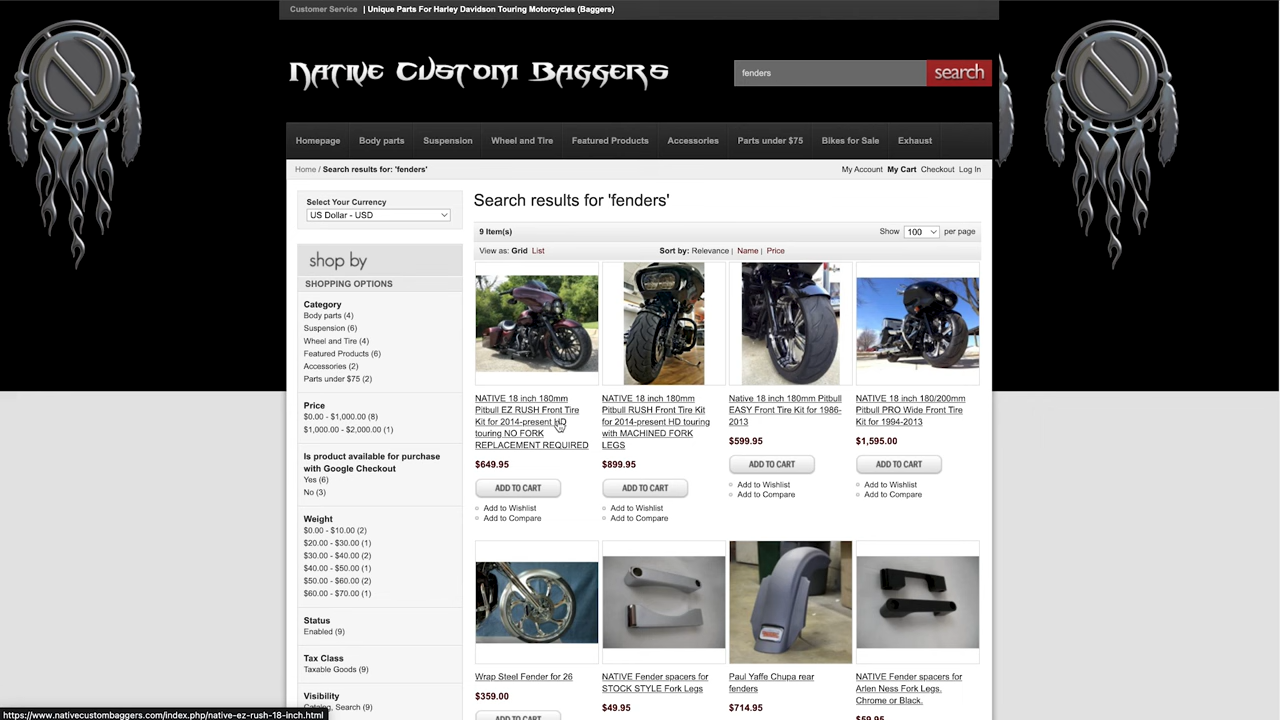 Customer Service | Unique Parts For Harley Davidson Touring Motorcycles (Baggers)
Native Custom Baggers
fenders
search
Homepage Body parts Suspension Wheel and Tire Featured Products Accessories Parts under $75 Bikes for Sale Exhaust
Home / Search results for: 'fenders'
My Account My Cart Checkout Log In
Select Your Currency
US Dollar - USD
shop by
SHOPPING OPTIONS
Category
Body parts (4)
Suspension (6)
Wheel and Tire (4)
Featured Products (6)
Accessories (2)
Parts under $75 (2)
Price
$0.00 - $1,000.00 (8)
$1,000.00 - $2,000.00 (1)
Is product available for purchase
with Google Checkout
Yes (6)
No (3)
Weight
$0.00 - $10.00 (2)
$20.00 - $30.00 (1)
$30.00 - $40.00 (2)
$40.00 - $50.00 (1)
$50.00 - $60.00 (2)
$60.00 - $70.00 (1)
Status
Enabled (9)
Tax Class
Taxable Goods (9)
Visibility
Catalog, Search (9)
Search results for 'fenders'
9 Item(s)
Show 100 per page
View as: Grid List
Sort by: Relevance | Name | Price
NATIVE 18 inch 180mm
Pitbull EZ RUSH Front Tire
Kit for 2014-present HD
touring NO FORK
REPLACEMENT REQUIRED
$649.95
ADD TO CART
Add to Wishlist
Add to Compare
NATIVE 18 inch 180mm
Pitbull RUSH Front Tire Kit
for 2014-present HD touring
with MACHINED FORK
LEGS
$899.95
ADD TO CART
Add to Wishlist
Add to Compare
Native 18 inch 180mm Pitbull
EASY Front Tire Kit for 1986-
2013
$599.95
ADD TO CART
Add to Wishlist
Add to Compare
NATIVE 18 inch 180/200mm
Pitbull PRO Wide Front Tire
Kit for 1994-2013
$1,595.00
ADD TO CART
Add to Wishlist
Add to Compare
Wrap Steel Fender for 26
$359.00
ADD TO CART
NATIVE Fender spacers for
STOCK STYLE Fork Legs
$49.95
Paul Yaffe Chupa rear
fenders
$714.95
NATIVE Fender spacers for
Arlen Ness Fork Legs.
Chrome or Black.
$59.95
https://www.nativecustombaggers.com/index.php/native-ez-rush-18-inch.html